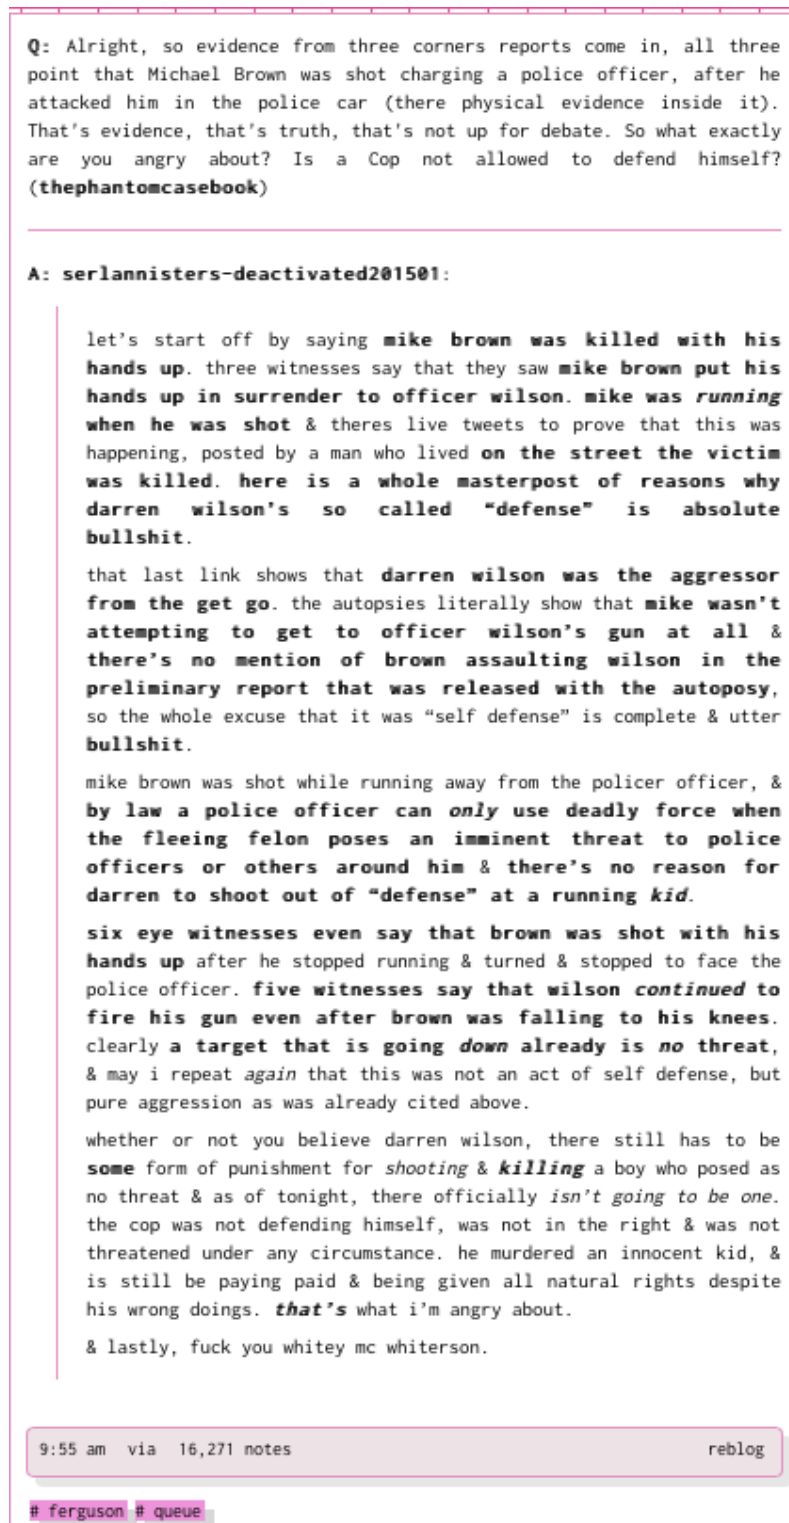 Q: Alright, so evidence from three corners reports come in, all three
point that Michael Brown was shot charging a police officer, after he
attacked him in the police car (there physical evidence inside it).
That's evidence, that's truth, that's not up for debate. So what exactly
are you angry about? Is a Cop not allowed to defend himself?
(thephantomcasebook)
A: serlannisters-deactivated201501:
let's start off by saying mike brown was killed with his
hands up. three witnesses say that they saw mike brown put his
hands up in surrender to officer wilson. mike was running
when he was shot & theres live tweets to prove that this was
happening, posted by a man who lived on the street the victim
was killed. here is a whole masterpost of reasons why
darren wilson's so called “defense” is absolute
bullshit.
that last link shows that darren wilson was the aggressor
from the get go. the autopsies literally show that mike wasn't
attempting to get to officer wilson's gun at all &
there's no mention of brown assaulting wilson in the
preliminary report that was released with the autoposy,
so the whole excuse that it was “self defense” is complete & utter
bullshit.
mike brown was shot while running away from the policer officer, &
by law a police officer can only use deadly force when
the fleeing felon poses an imminent threat to police
officers or others around him & there's no reason for
darren to shoot out of “defense” at a running kid.
six eye witnesses even say that brown was shot with his
hands up after he stopped running & turned & stopped to face the
police officer. five witnesses say that wilson continued to
fire his gun even after brown was falling to his knees.
clearly a target that is going down already is no threat,
& may i repeat again that this was not an act of self defense, but
pure aggression as was already cited above.
whether or not you believe darren wilson, there still has to be
some form of punishment for shooting & killing a boy who posed as
no threat & as of tonight, there officially isn't going to be one.
the cop was not defending himself, was not in the right & was not
threatened under any circumstance. he murdered an innocent kid, &
is still be paying paid & being given all natural rights despite
his wrong doings. that's what i'm angry about.
& lastly, fuck you whitey mc whiterson.
9:55 am via 16,271 notes reblog
# ferguson # queue